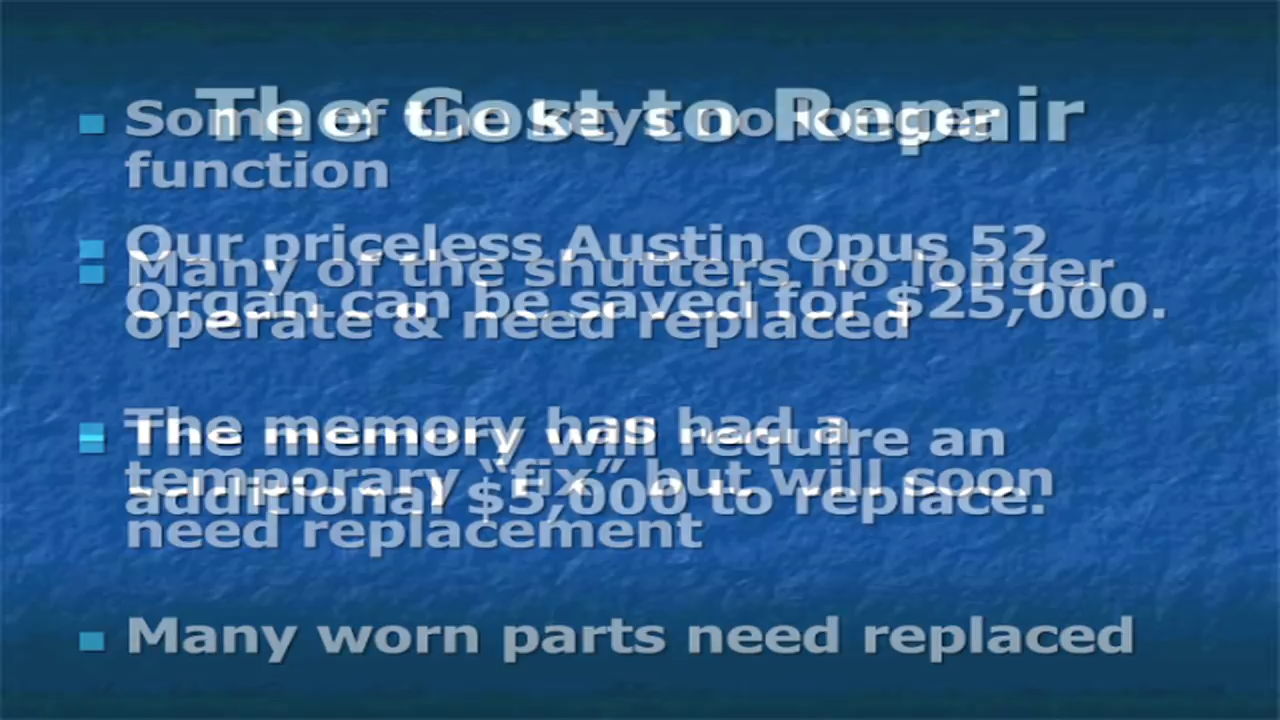 The Cost to Repair
Some of the keys no longer
function
Our priceless Austin Opus 52
Organ can be saved for $25,000.
Many of the shutters no longer
operate & need replaced
The memory has had a
temporary “fix” but will soon
need replacement
The memory will require an
additional $5,000 to replace.
Many worn parts need replaced